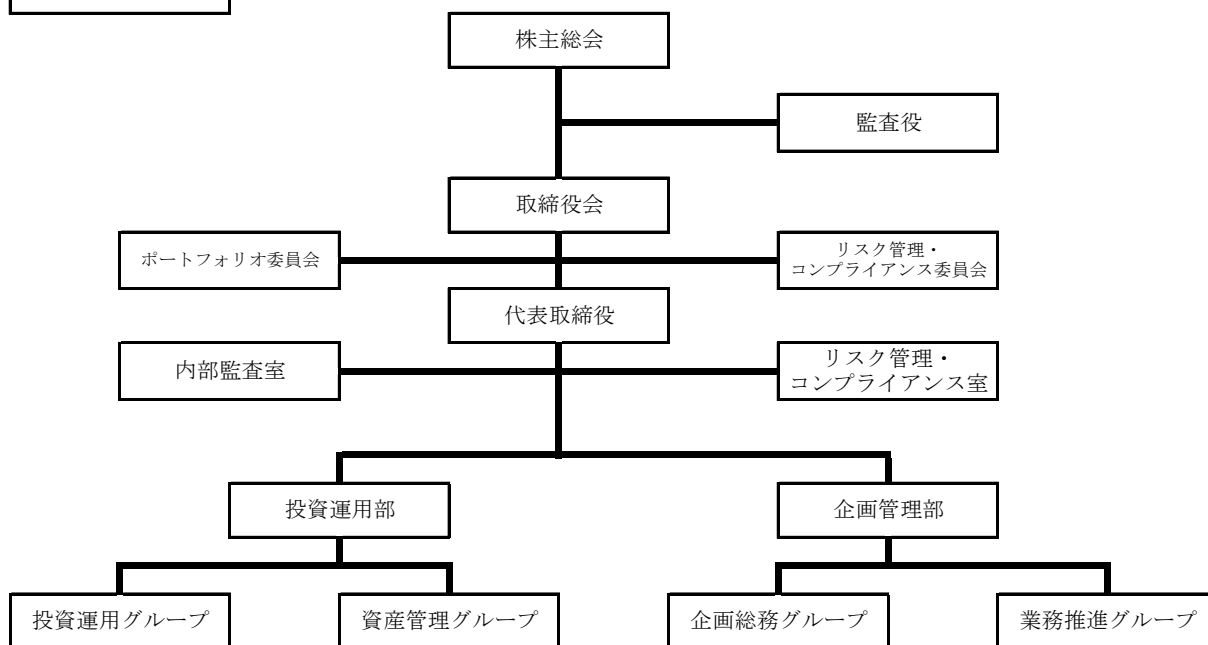 株主総会
監査役
取締役会
ポートフォリオ委員会
リスク管理・
コンプライアンス委員会
代表取締役
内部監査室
リスク管理・
コンプライアンス室
投資運用部
企画管理部
投資運用グループ
資産管理グループ
企画総務グループ
業務推進グループ